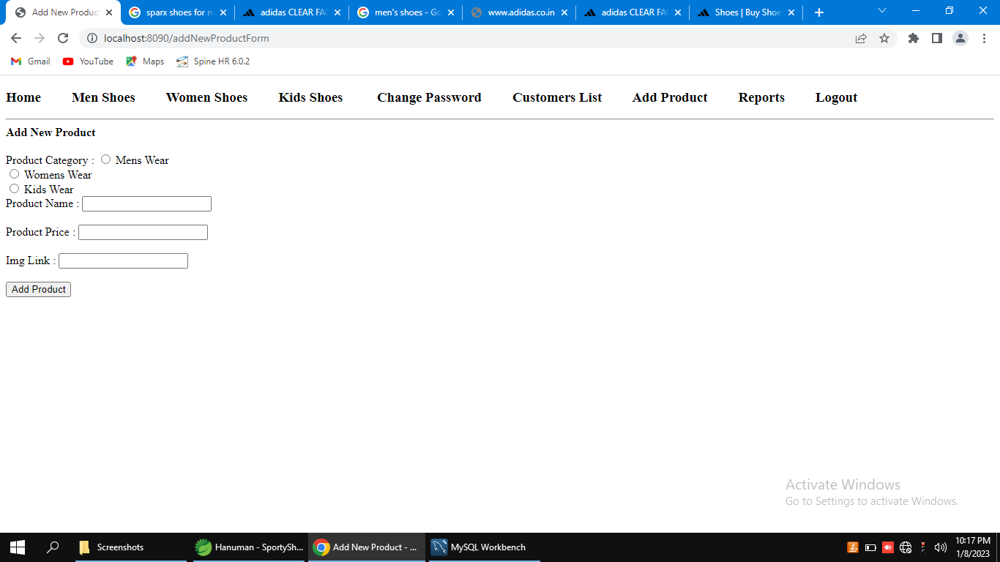 Add New Produc
sparx shoes for m
adidas CLEAR FA
men's shoes - Go
www.adidas.co.in
adidas CLEAR FA
Shoes | Buy Shoe
localhost:8090/addNewProductForm
Gmail YouTube Maps Spine HR 6.0.2
Home Men Shoes Women Shoes Kids Shoes Change Password Customers List Add Product Reports Logout
Add New Product
Product Category : Mens Wear
Womens Wear
Kids Wear
Product Name :
Product Price :
Img Link :
Add Product
Activate Windows
Go to Settings to activate Windows.
Screenshots Hanuman - SportySh... Add New Product - ... MySQL Workbench
10:17 PM
1/8/2023